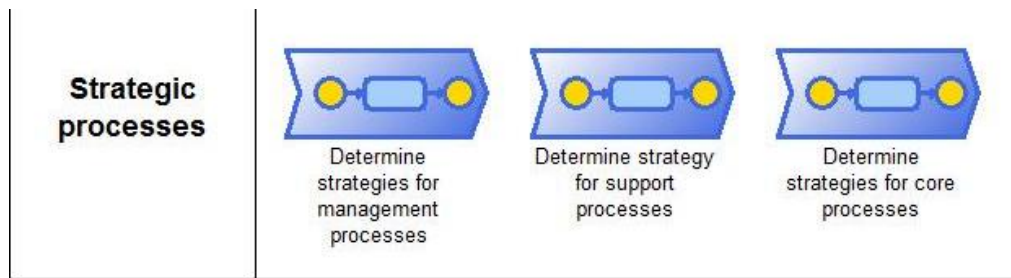 Strategic
processes
Determine
strategies for
management
processes
Determine strategy
for support
processes
Determine
strategies for core
processes